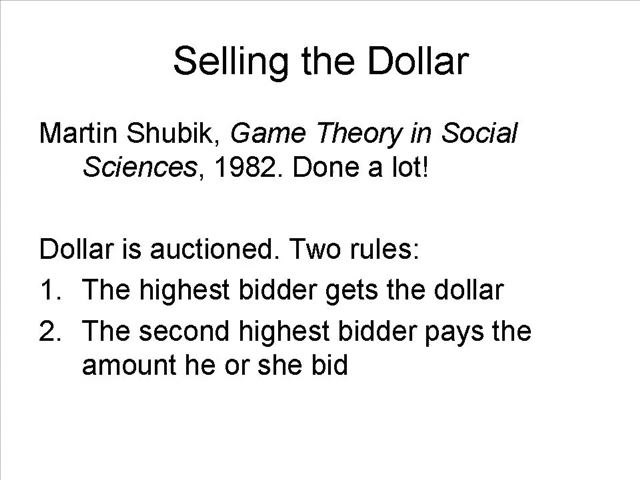 Selling the Dollar
Martin Shubik, Game Theory in Social
Sciences, 1982. Done a lot!
Dollar is auctioned. Two rules:
1. The highest bidder gets the dollar
2. The second highest bidder pays the
amount he or she bid